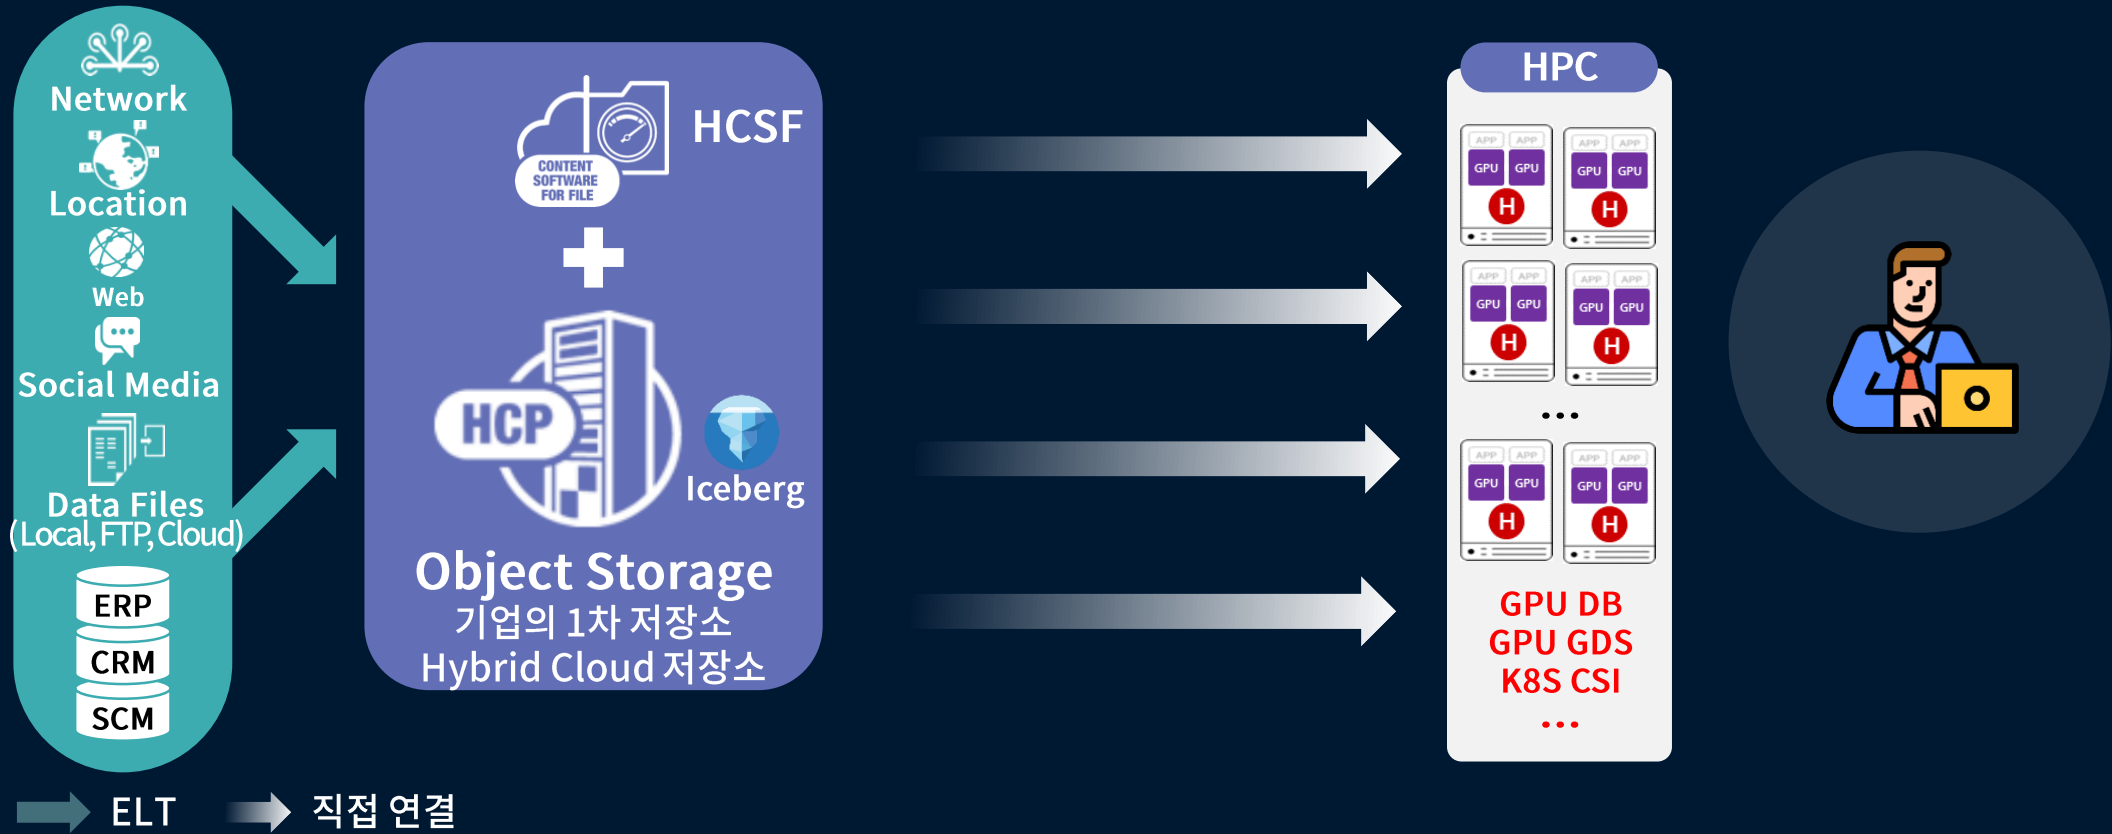 Network
Location
Web
Social Media
Data Files
(Local, FTP, Cloud)
ERP
CRM
SCM
CONTENT
SOFTWARE
FOR FILE
HCSF
HCP
Iceberg
Object Storage
기업의 1차 저장소
Hybrid Cloud 저장소
HPC
APP APP APP APP
GPU GPU GPU GPU
H H
APP APP APP APP
GPU GPU GPU GPU
H H
...
APP APP APP APP
GPU GPU GPU GPU
H H
GPU DB
GPU GDS
K8S CSI
...
ELT 직접 연결